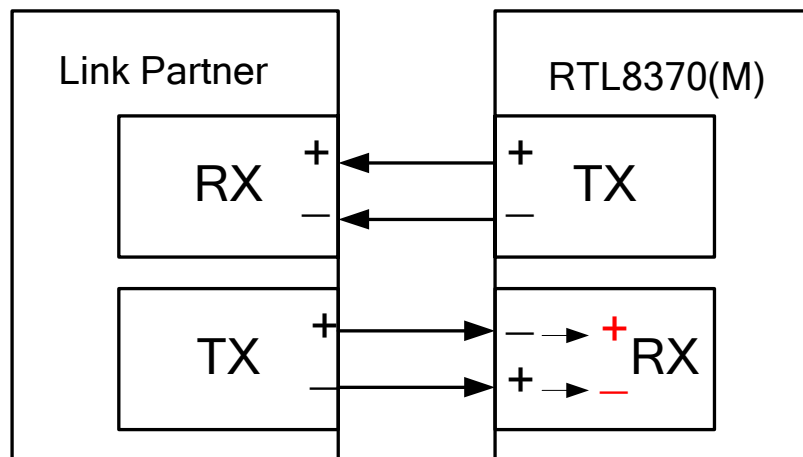 Link Partner
RTL8370(M)
+ +
RX TX
– –
+ – +
TX RX
– + –